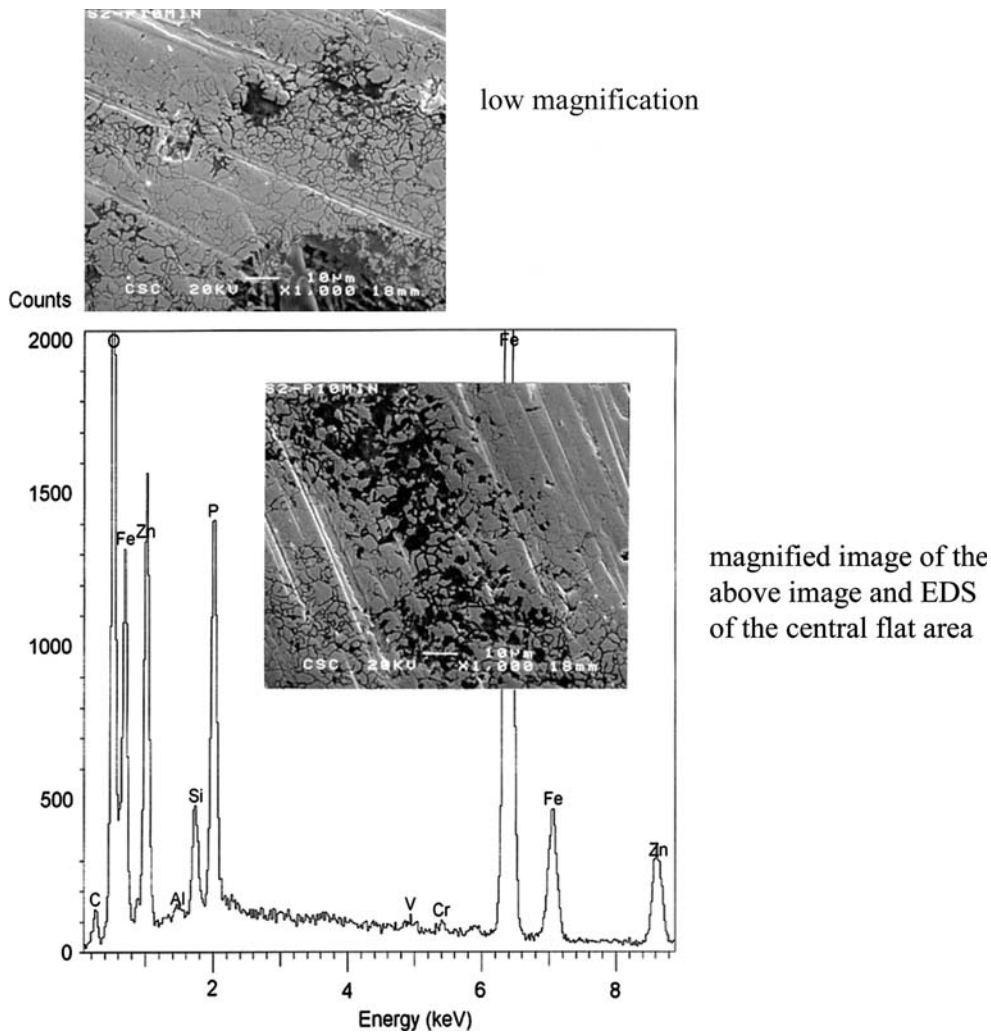 S2-P10MIN
low magnification
10μm
CSC 20KV X1,000 18mm
Counts
2000
1500
1000
500
0
O
Fe
Zn
P
Si
C
Al
V
Cr
Fe
Fe
Zn
S2-P10MIN
10μm
CSC 20KV X1,000 18mm
magnified image of the
above image and EDS
of the central flat area
2
4
6
8
Energy (keV)